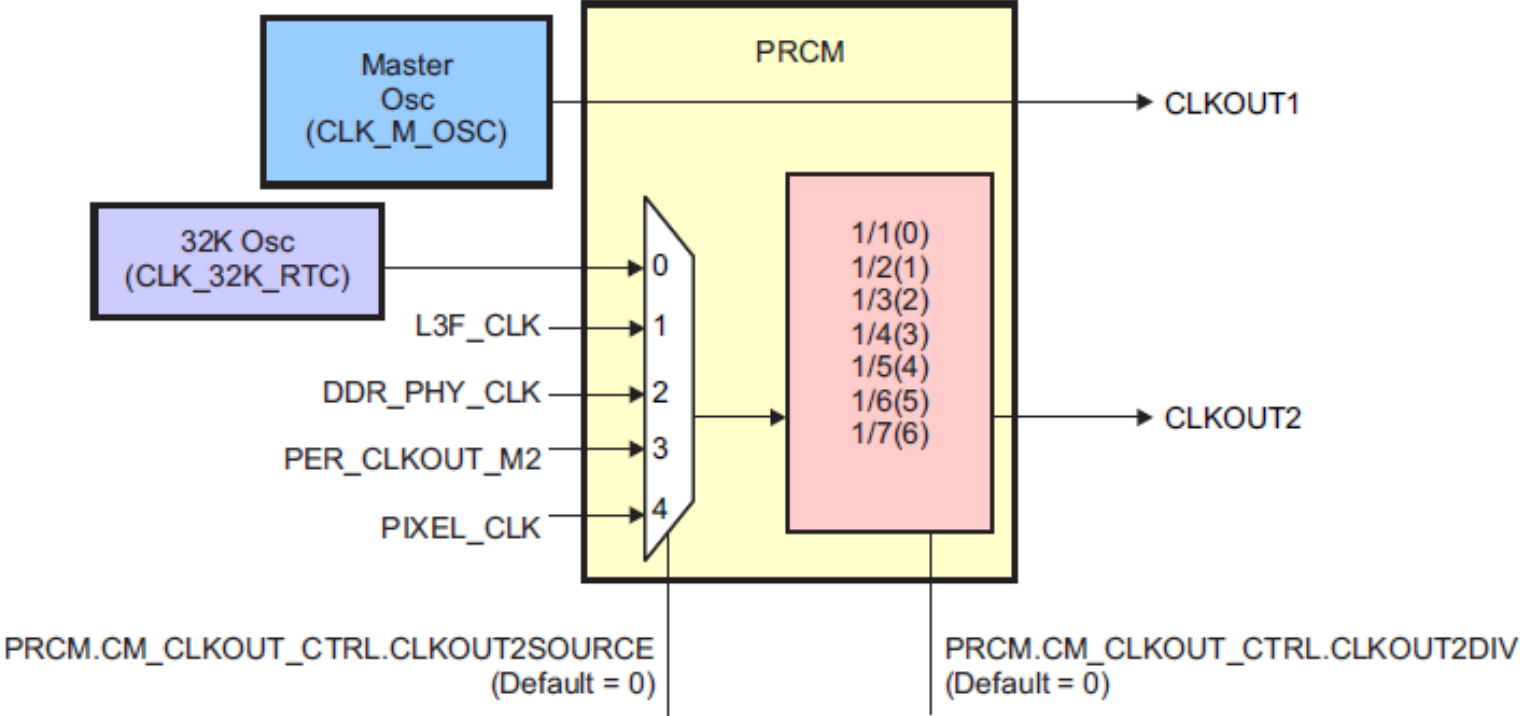 PRCM
Master
Osc
(CLK_M_OSC)
CLKOUT1
32K Osc
(CLK_32K_RTC)
0
L3F_CLK
1
DDR_PHY_CLK
2
PER_CLKOUT_M2
3
PIXEL_CLK
4
1/1(0)
1/2(1)
1/3(2)
1/4(3)
1/5(4)
1/6(5)
1/7(6)
CLKOUT2
PRCM.CM_CLKOUT_CTRL.CLKOUT2SOURCE
(Default = 0)
PRCM.CM_CLKOUT_CTRL.CLKOUT2DIV
(Default = 0)